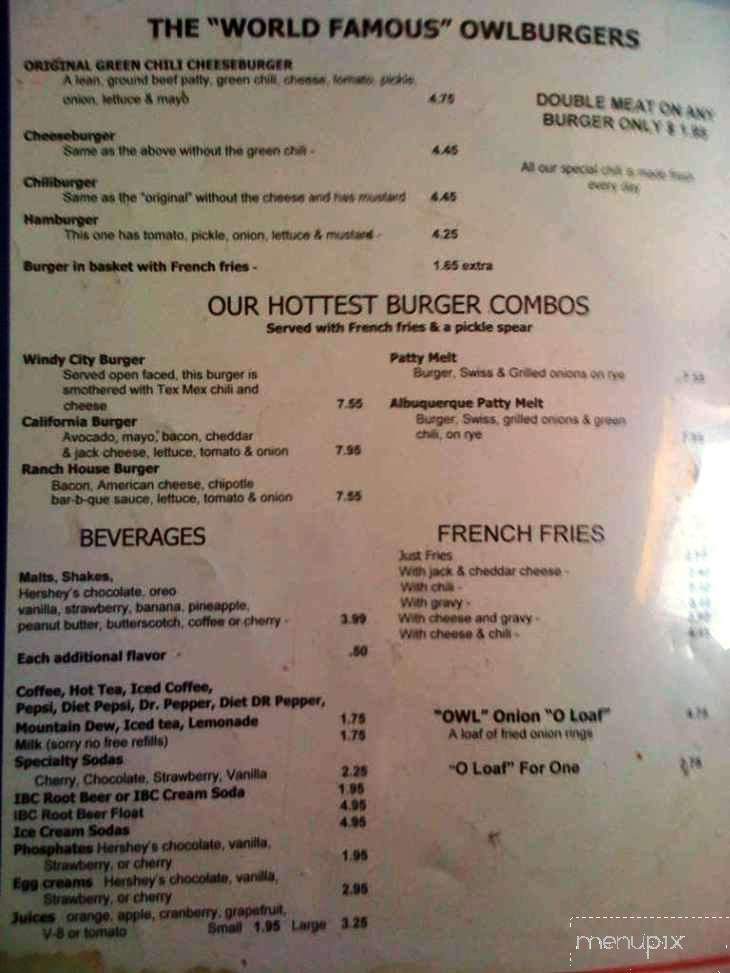 THE "WORLD FAMOUS" OWLBURGERS
ORIGINAL GREEN CHILI CHEESEBURGER
A lean, ground beef patty, green chili, cheese, tomato, pickle,
onion, lettuce & mayo 4.75
DOUBLE MEAT ON ANY
BURGER ONLY $ 1.
Cheeseburger
Same as the above without the green chili - 4.45
All our special chili is made fresh
every day
Chiliburger
Same as the "original" without the cheese and has mustard 4.45
Hamburger
This one has tomato, pickle, onion, lettuce & mustard - 4.25
Burger in basket with French fries - 1.65 extra
OUR HOTTEST BURGER COMBOS
Served with French fries & a pickle spear
Windy City Burger
Served open faced, this burger is
smothered with Tex Mex chili and
cheese 7.55
California Burger
Avocado, mayo, bacon, cheddar
& jack cheese, lettuce, tomato & onion 7.95
Ranch House Burger
Bacon, American cheese, chipotle
bar-b-que sauce, lettuce, tomato & onion 7.55
Patty Melt
Burger, Swiss & Grilled onions on rye
Albuquerque Patty Melt
Burger, Swiss, grilled onions & green
chili, on rye
BEVERAGES
Malts, Shakes,
Hershey's chocolate, oreo
vanilla, strawberry, banana, pineapple,
peanut butter, butterscotch, coffee or cherry - 3.99
Each additional flavor .50
Coffee, Hot Tea, Iced Coffee,
Pepsi, Diet Pepsi, Dr. Pepper, Diet DR Pepper,
Mountain Dew, Iced tea, Lemonade 1.75
Milk (sorry no free refills) 1.75
Specialty Sodas
Cherry, Chocolate, Strawberry, Vanilla 2.25
IBC Root Beer or IBC Cream Soda 1.95
IBC Root Beer Float 4.95
Ice Cream Sodas 4.95
Phosphates Hershey's chocolate, vanilla,
Strawberry, or cherry 1.95
Egg creams Hershey's chocolate, vanilla,
Strawberry, or cherry 2.95
Juices orange, apple, cranberry, grapefruit,
V-8 or tomato Small 1.95 Large 3.25
FRENCH FRIES
Just Fries
With jack & cheddar cheese -
With chili -
With gravy -
With cheese and gravy -
With cheese & chili -
"OWL" Onion "O Loaf" 4.75
A loaf of fried onion rings
"O Loaf" For One
menupix